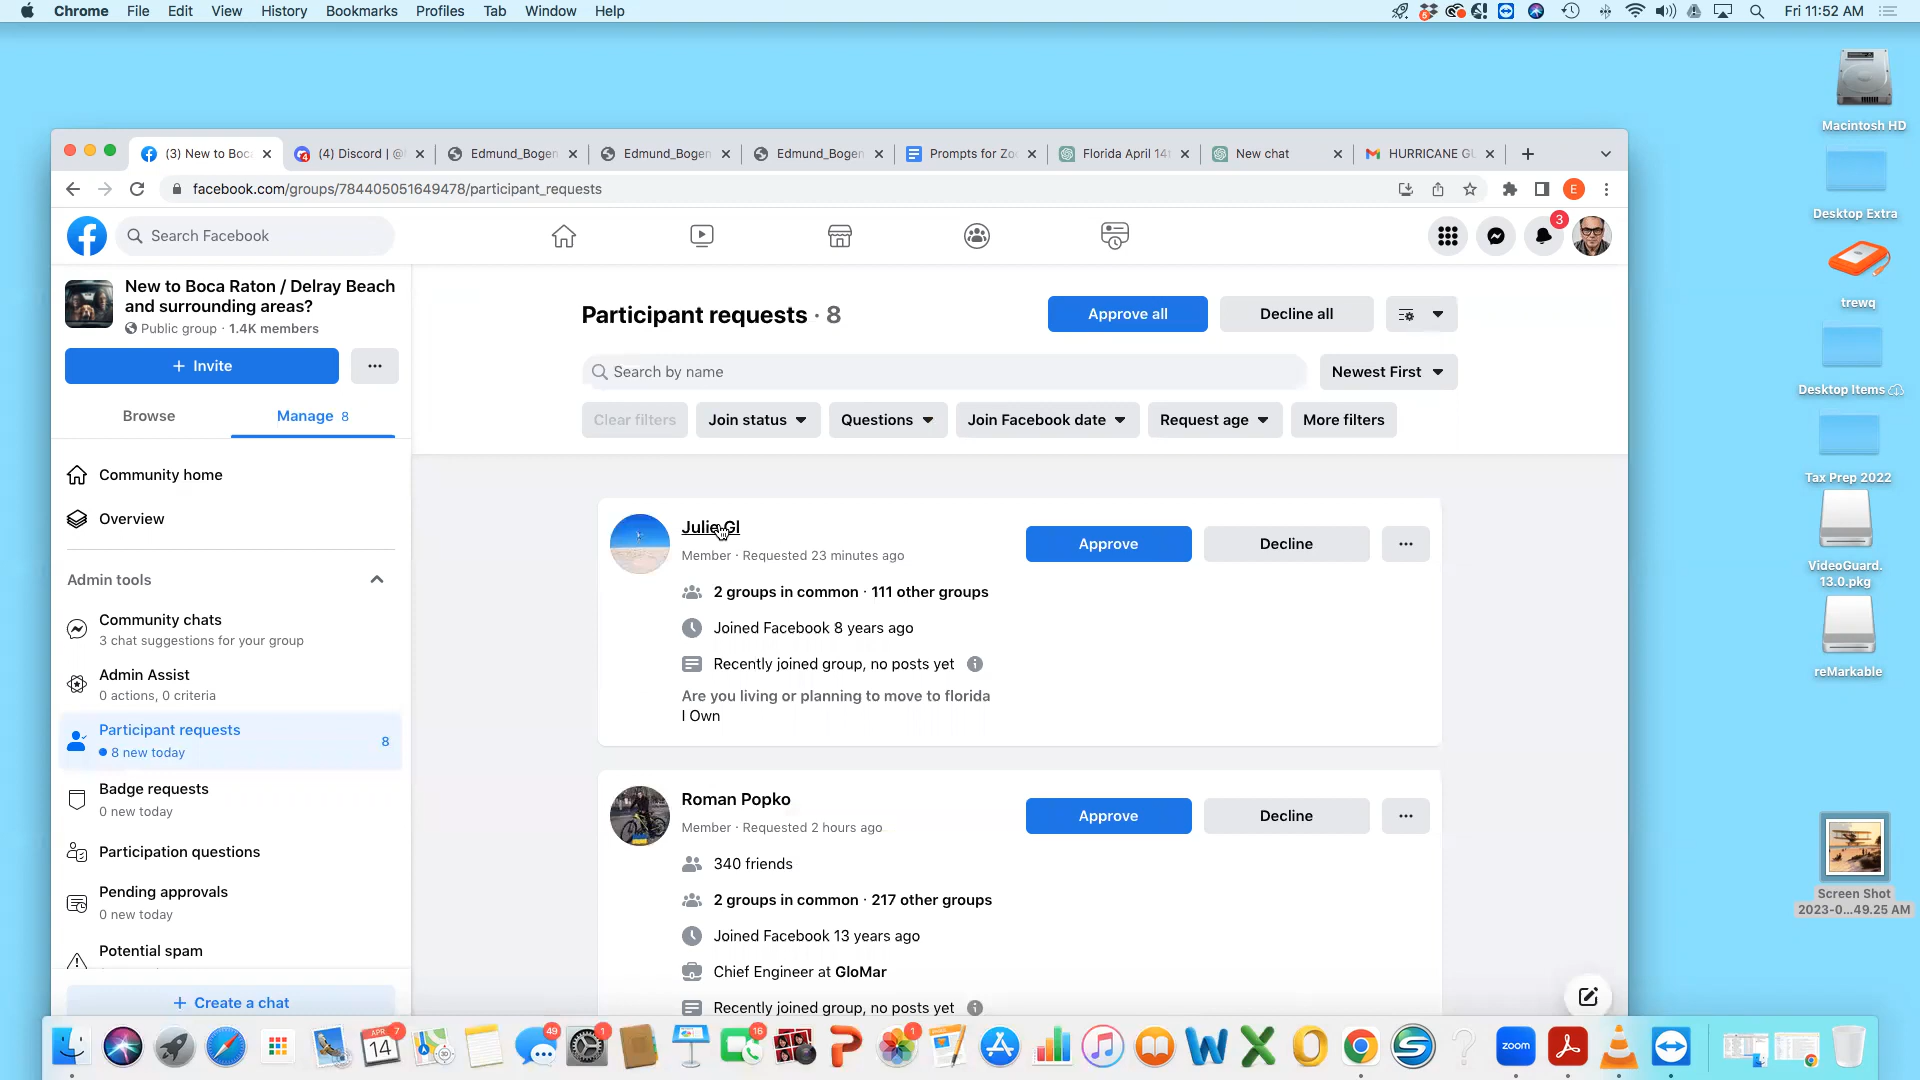 Chrome File Edit View History Bookmarks Profiles Tab Window Help
Fri 11:52 AM
(3) New to Boc
(4) Discord | @
Edmund_Bogen
Edmund_Bogen
Edmund_Bogen
Prompts for Zo
Florida April 14t
New chat
HURRICANE GU
facebook.com/groups/784405051649478/participant_requests
E
Search Facebook
3
New to Boca Raton / Delray Beach
and surrounding areas?
Public group · 1.4K members
+ Invite
Browse
Manage 8
Community home
Overview
Admin tools
Community chats
3 chat suggestions for your group
Admin Assist
0 actions, 0 criteria
Participant requests
8 new today
8
Badge requests
0 new today
Participation questions
Pending approvals
0 new today
Potential spam
+ Create a chat
Participant requests · 8
Approve all
Decline all
Search by name
Newest First
Clear filters
Join status
Questions
Join Facebook date
Request age
More filters
Julie Gl
Member · Requested 23 minutes ago
Approve
Decline
2 groups in common · 111 other groups
Joined Facebook 8 years ago
Recently joined group, no posts yet
Are you living or planning to move to florida
I Own
Roman Popko
Member · Requested 2 hours ago
Approve
Decline
340 friends
2 groups in common · 217 other groups
Joined Facebook 13 years ago
Chief Engineer at GloMar
Recently joined group, no posts yet
Macintosh HD
Desktop Extra
trewq
Desktop Items
Tax Prep 2022
VideoGuard.
13.0.pkg
reMarkable
Screen Shot
2023-0...49.25 AM
APR
14
7
49
1
16
1
zoom